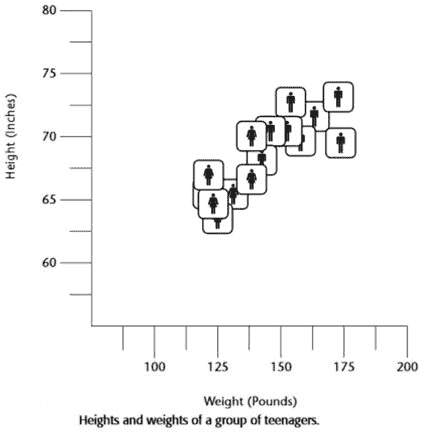 80
75
Height (Inches)
70
65
60
100 125 150 175 200
Weight (Pounds)
Heights and weights of a group of teenagers.